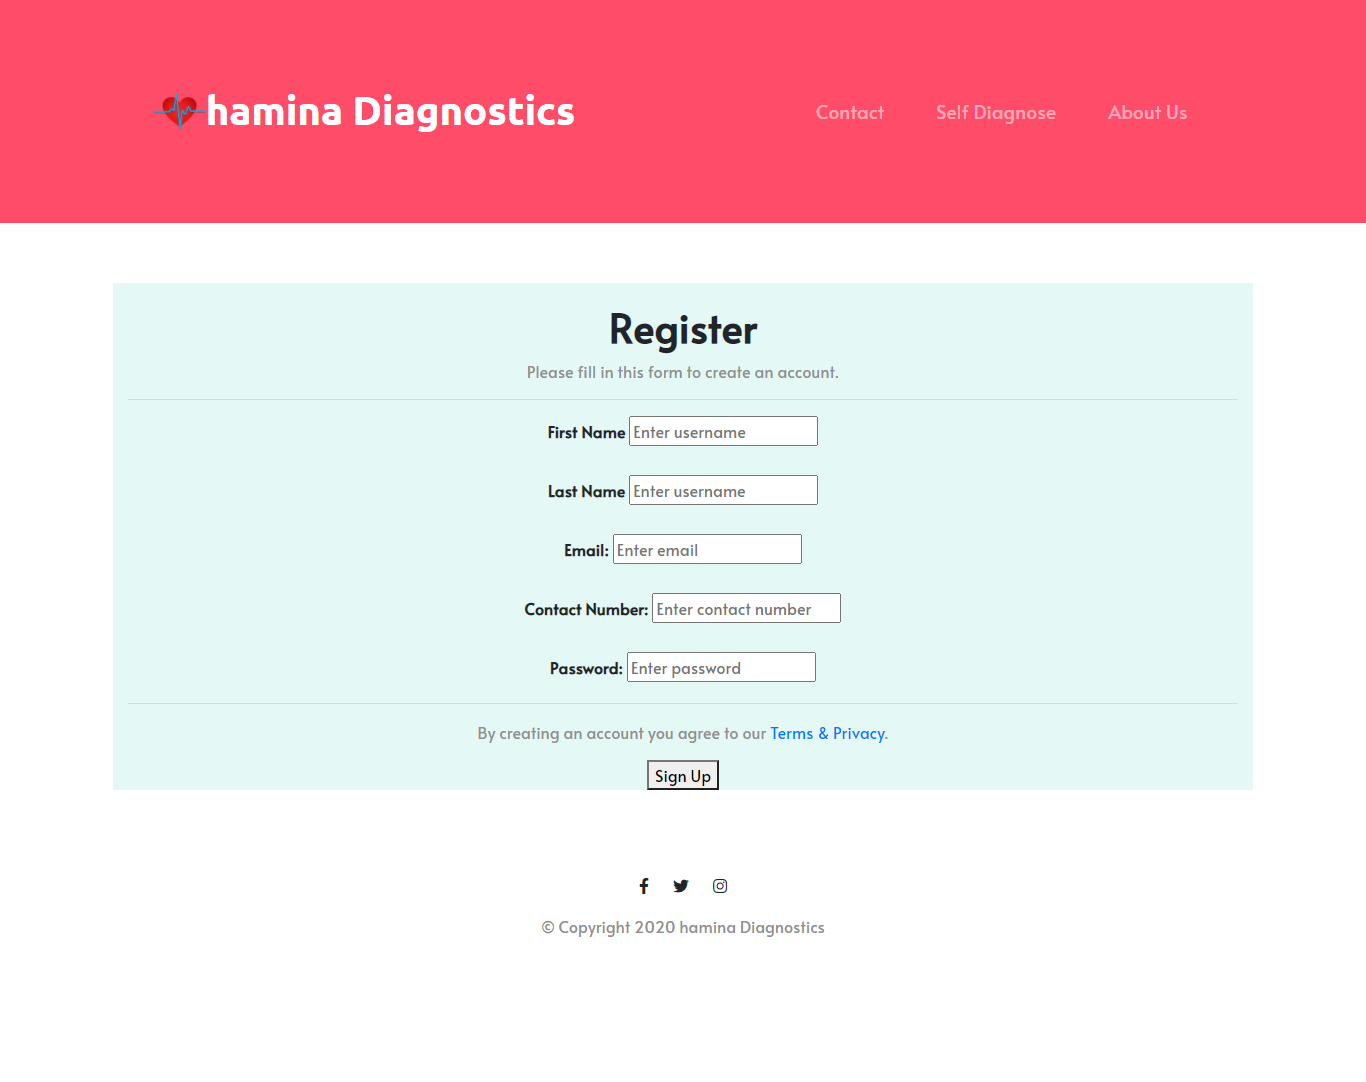 hamina Diagnostics
Contact Self Diagnose About Us
Register
Please fill in this form to create an account.
First Name Enter username
Last Name Enter username
Email: Enter email
Contact Number: Enter contact number
Password: Enter password
By creating an account you agree to our Terms & Privacy.
Sign Up
© Copyright 2020 hamina Diagnostics